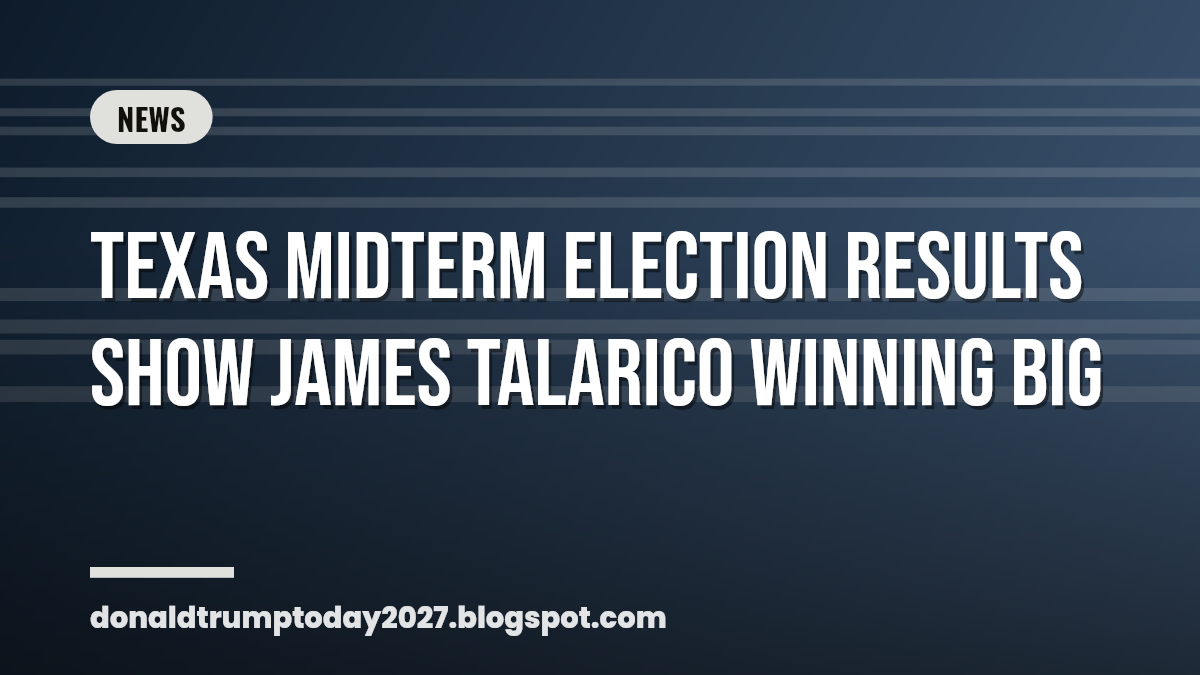 NEWS
TEXAS MIDTERM ELECTION RESULTS
SHOW JAMES TALARICO WINNING BIG
donaldtrumptoday2027.blogspot.com